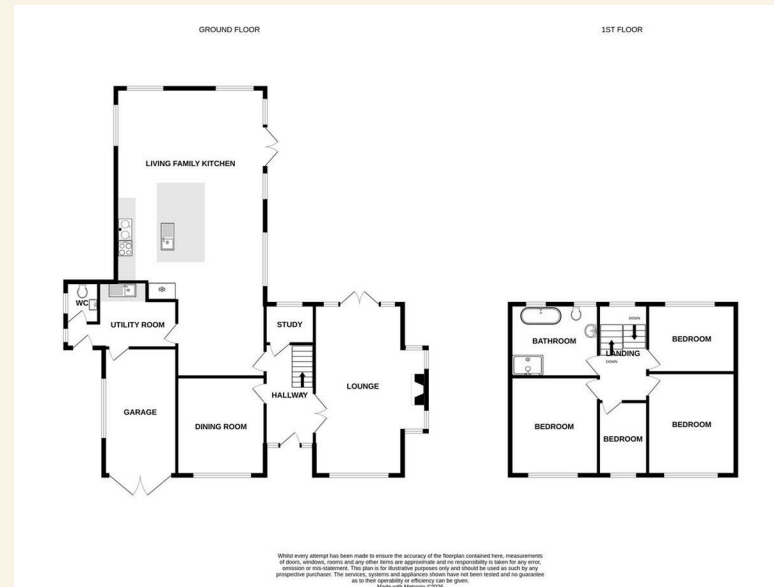 GROUND FLOOR
1ST FLOOR
LIVING FAMILY KITCHEN
WC
UTILITY ROOM
STUDY
GARAGE
HALLWAY
LOUNGE
DINING ROOM
DOWN
BATHROOM
BEDROOM
LANDING
DOWN
BEDROOM
BEDROOM
BEDROOM
Whilst every attempt has been made to ensure the accuracy of the floorplan contained here, measurements
of doors, windows, rooms and any other items are approximate and no responsibility is taken for any error,
omission or mis-statement. This plan is for illustrative purposes only and should be used as such by any
prospective purchaser. The services, systems and appliances shown have not been tested and no guarantee
as to their operability or efficiency can be given.
Made with Metropix ©2025